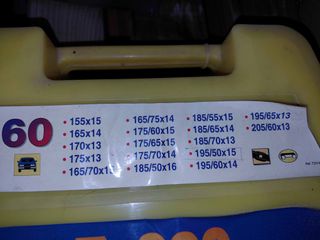 60
• 155x15
• 165x14
• 170x13
• 175x13
• 165/70x13
• 165/75x14
• 175/60x15
• 175/65x15
• 175/70x14
• 185/50x16
• 185/55x15
• 185/65x14
• 185/70x13
• 195/50x15
• 195/60x14
• 195/65x13
• 205/60x13